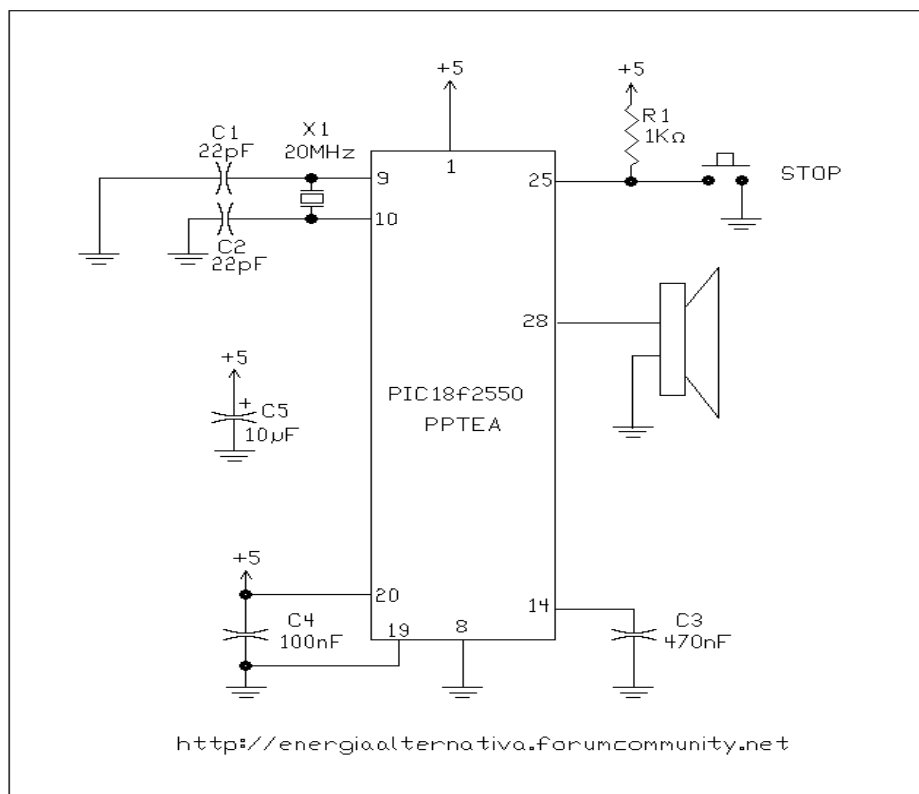 +5
+5
C1
22pF
X1
20MHz
R1
1KΩ
1
9
25
STOP
10
C2
22pF
28
+5
+
C5
10µF
PIC18f2550
PPTEA
+5
20
14
C4
100nF
19
8
C3
470nF
http://energiaalternativa.forumcommunity.net